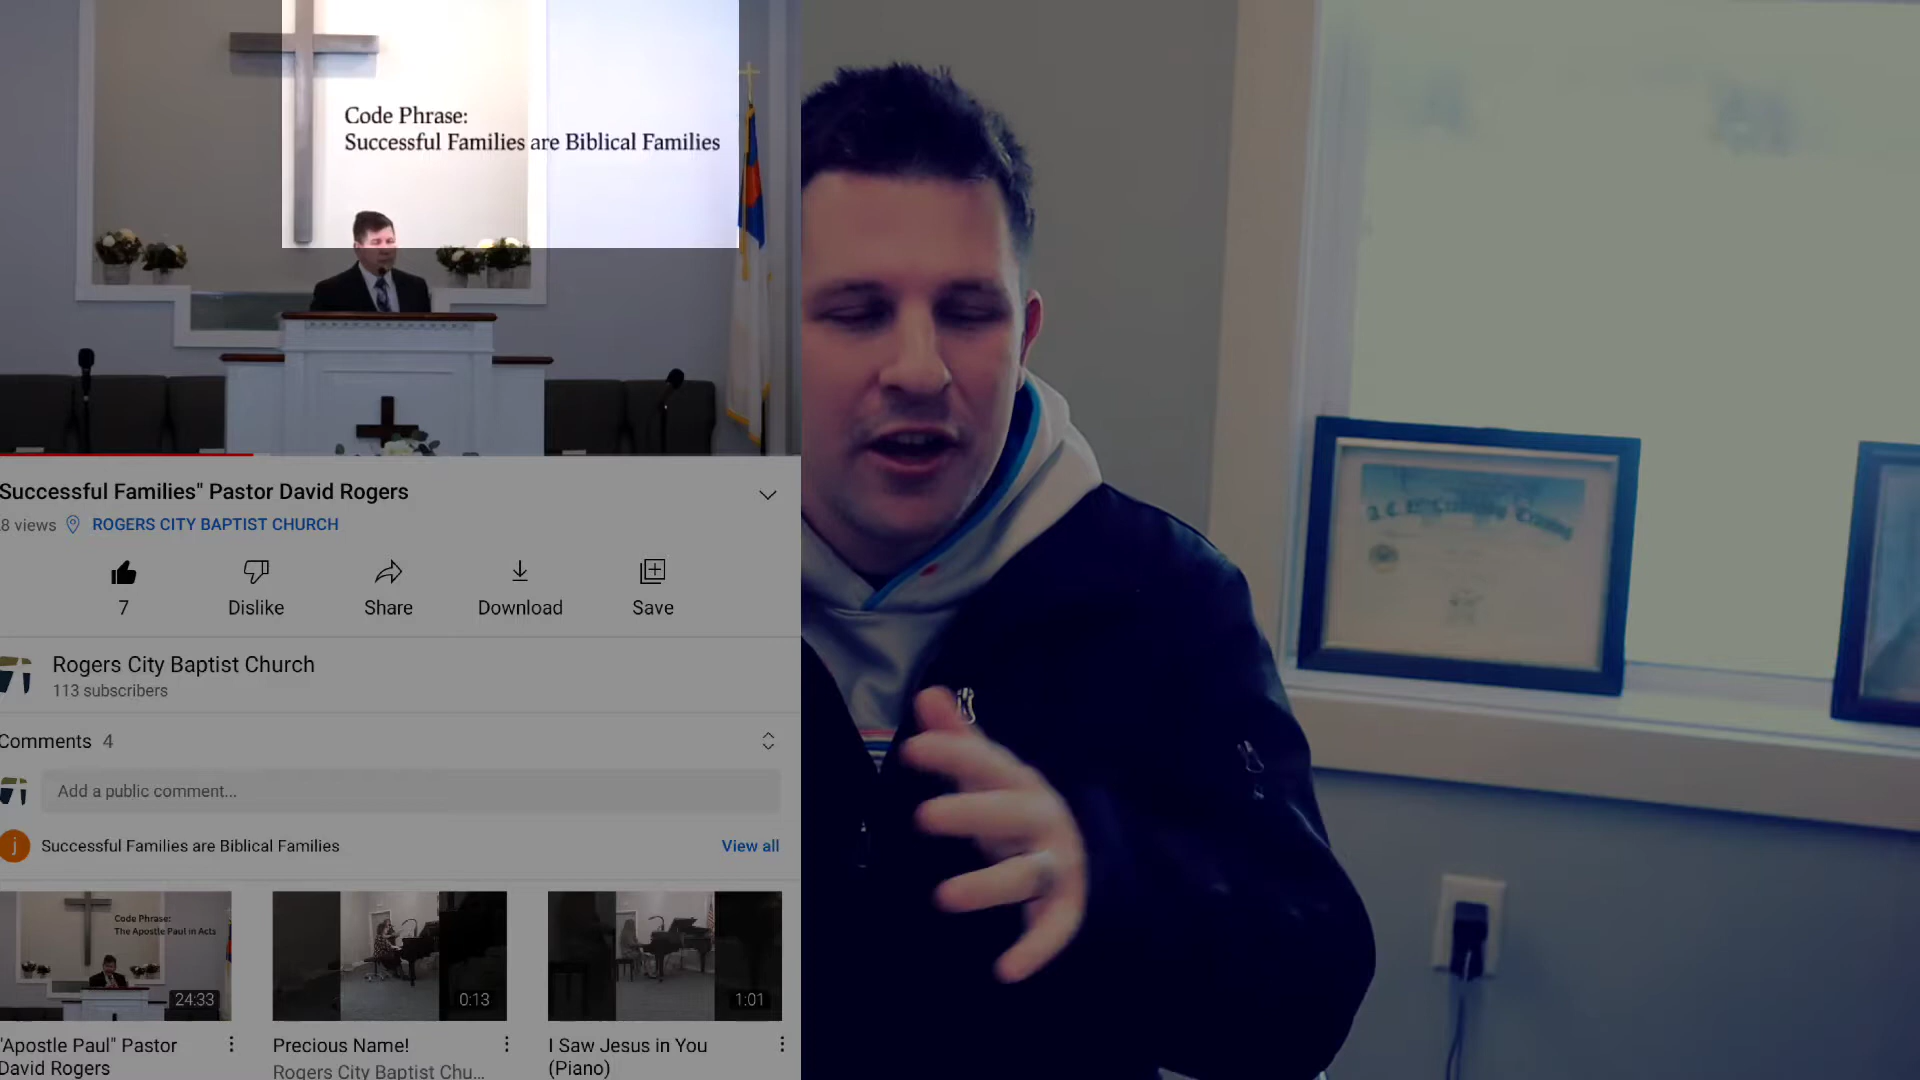 Code Phrase:
Successful Families are Biblical Families
Successful Families" Pastor David Rogers
8 views ROGERS CITY BAPTIST CHURCH
7 Dislike Share Download Save
Rogers City Baptist Church
113 subscribers
Comments 4
Add a public comment...
j Successful Families are Biblical Families View all
Code Phrase:
The Apostle Paul in Acts
24:33
0:13
1:01
"Apostle Paul" Pastor
David Rogers
Precious Name!
Rogers City Baptist Chu...
I Saw Jesus in You
(Piano)